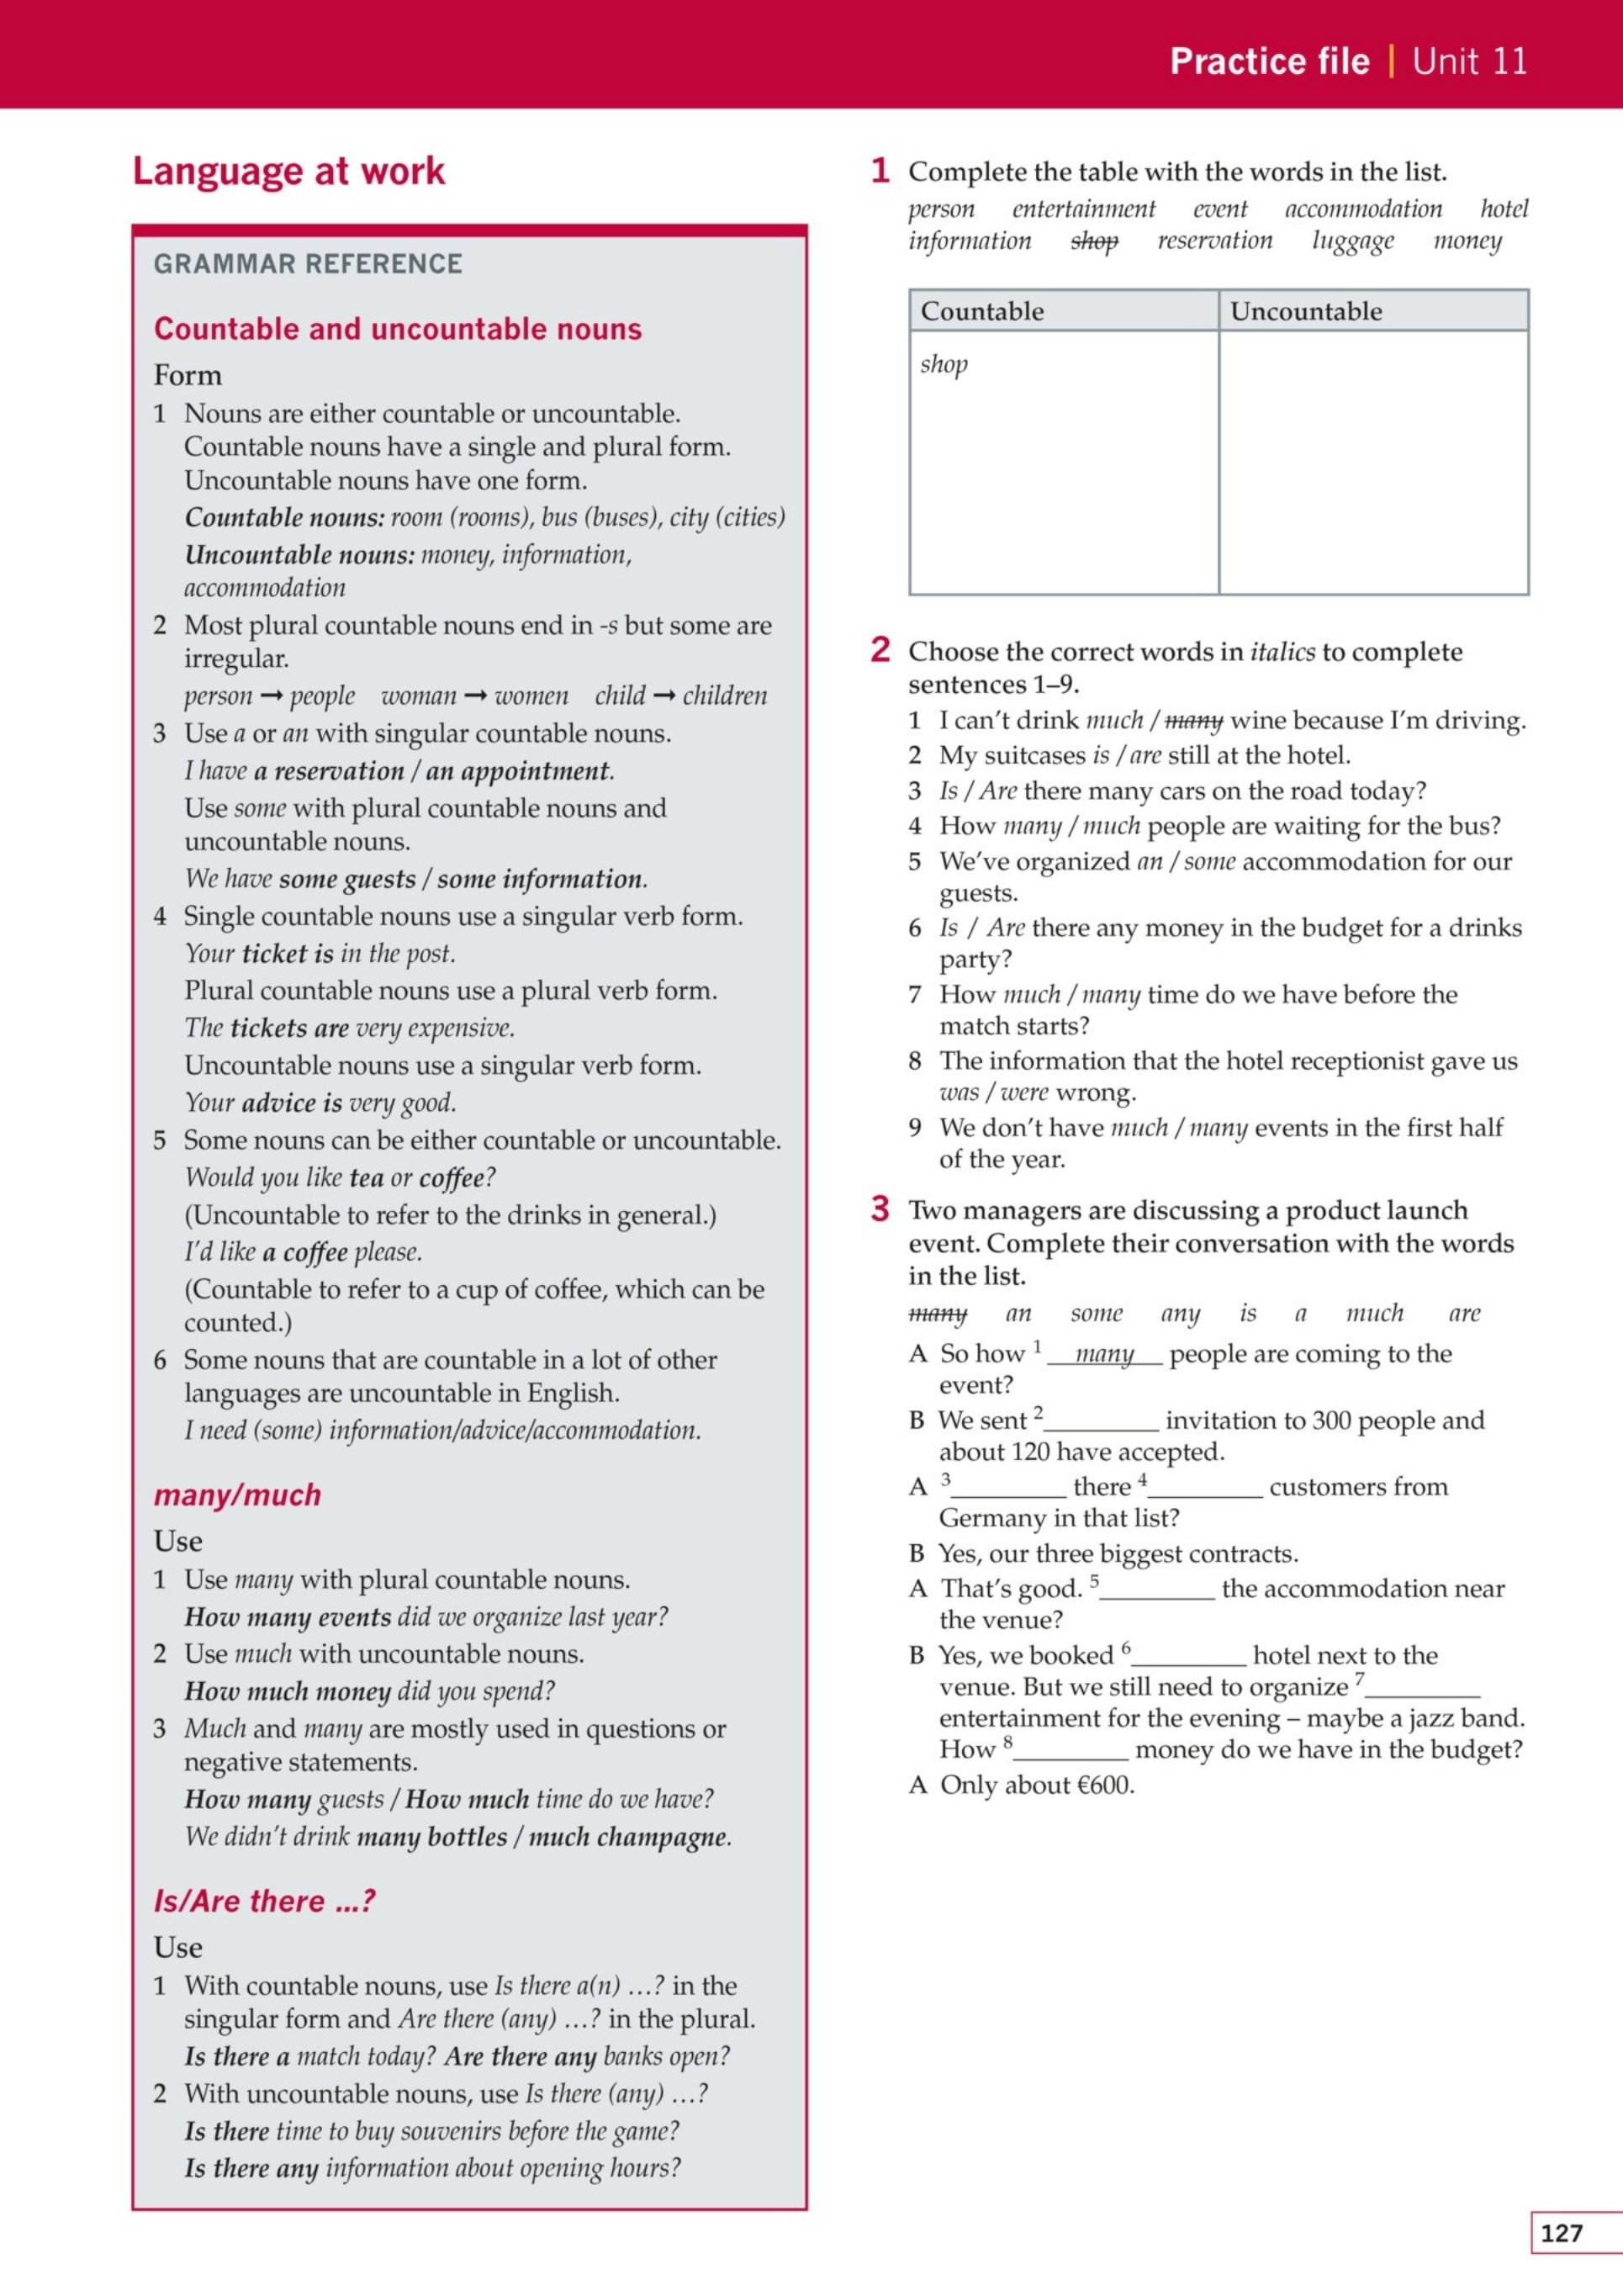 Practice file | Unit 11
Language at work
GRAMMAR REFERENCE
Countable and uncountable nouns
Form
1 Nouns are either countable or uncountable.
Countable nouns have a single and plural form.
Uncountable nouns have one form.
Countable nouns: room (rooms), bus (buses), city (cities)
Uncountable nouns: money, information,
accommodation
2 Most plural countable nouns end in -s but some are
irregular.
person → people woman → women child → children
3 Use a or an with singular countable nouns.
I have a reservation / an appointment.
Use some with plural countable nouns and
uncountable nouns.
We have some guests / some information.
4 Single countable nouns use a singular verb form.
Your ticket is in the post.
Plural countable nouns use a plural verb form.
The tickets are very expensive.
Uncountable nouns use a singular verb form.
Your advice is very good.
5 Some nouns can be either countable or uncountable.
Would you like tea or coffee?
(Uncountable to refer to the drinks in general.)
I'd like a coffee please.
(Countable to refer to a cup of coffee, which can be
counted.)
6 Some nouns that are countable in a lot of other
languages are uncountable in English.
I need (some) information/advice/accommodation.
many/much
Use
1 Use many with plural countable nouns.
How many events did we organize last year?
2 Use much with uncountable nouns.
How much money did you spend?
3 Much and many are mostly used in questions or
negative statements.
How many guests / How much time do we have?
We didn't drink many bottles / much champagne.
Is/Are there ...?
Use
1 With countable nouns, use Is there a(n) ...? in the
singular form and Are there (any) ...? in the plural.
Is there a match today? Are there any banks open?
2 With uncountable nouns, use Is there (any) ...?
Is there time to buy souvenirs before the game?
Is there any information about opening hours?
1 Complete the table with the words in the list.
person entertainment event accommodation hotel
information shop reservation luggage money
Countable Uncountable
shop
2 Choose the correct words in italics to complete
sentences 1–9.
1 I can't drink much / many wine because I'm driving.
2 My suitcases is / are still at the hotel.
3 Is / Are there many cars on the road today?
4 How many / much people are waiting for the bus?
5 We've organized an / some accommodation for our
guests.
6 Is / Are there any money in the budget for a drinks
party?
7 How much / many time do we have before the
match starts?
8 The information that the hotel receptionist gave us
was / were wrong.
9 We don't have much / many events in the first half
of the year.
3 Two managers are discussing a product launch
event. Complete their conversation with the words
in the list.
many an some any is a much are
A So how 1 many people are coming to the
event?
B We sent 2__________ invitation to 300 people and
about 120 have accepted.
A 3__________ there 4__________ customers from
Germany in that list?
B Yes, our three biggest contracts.
A That's good. 5__________ the accommodation near
the venue?
B Yes, we booked 6__________ hotel next to the
venue. But we still need to organize 7__________
entertainment for the evening – maybe a jazz band.
How 8__________ money do we have in the budget?
A Only about €600.
127